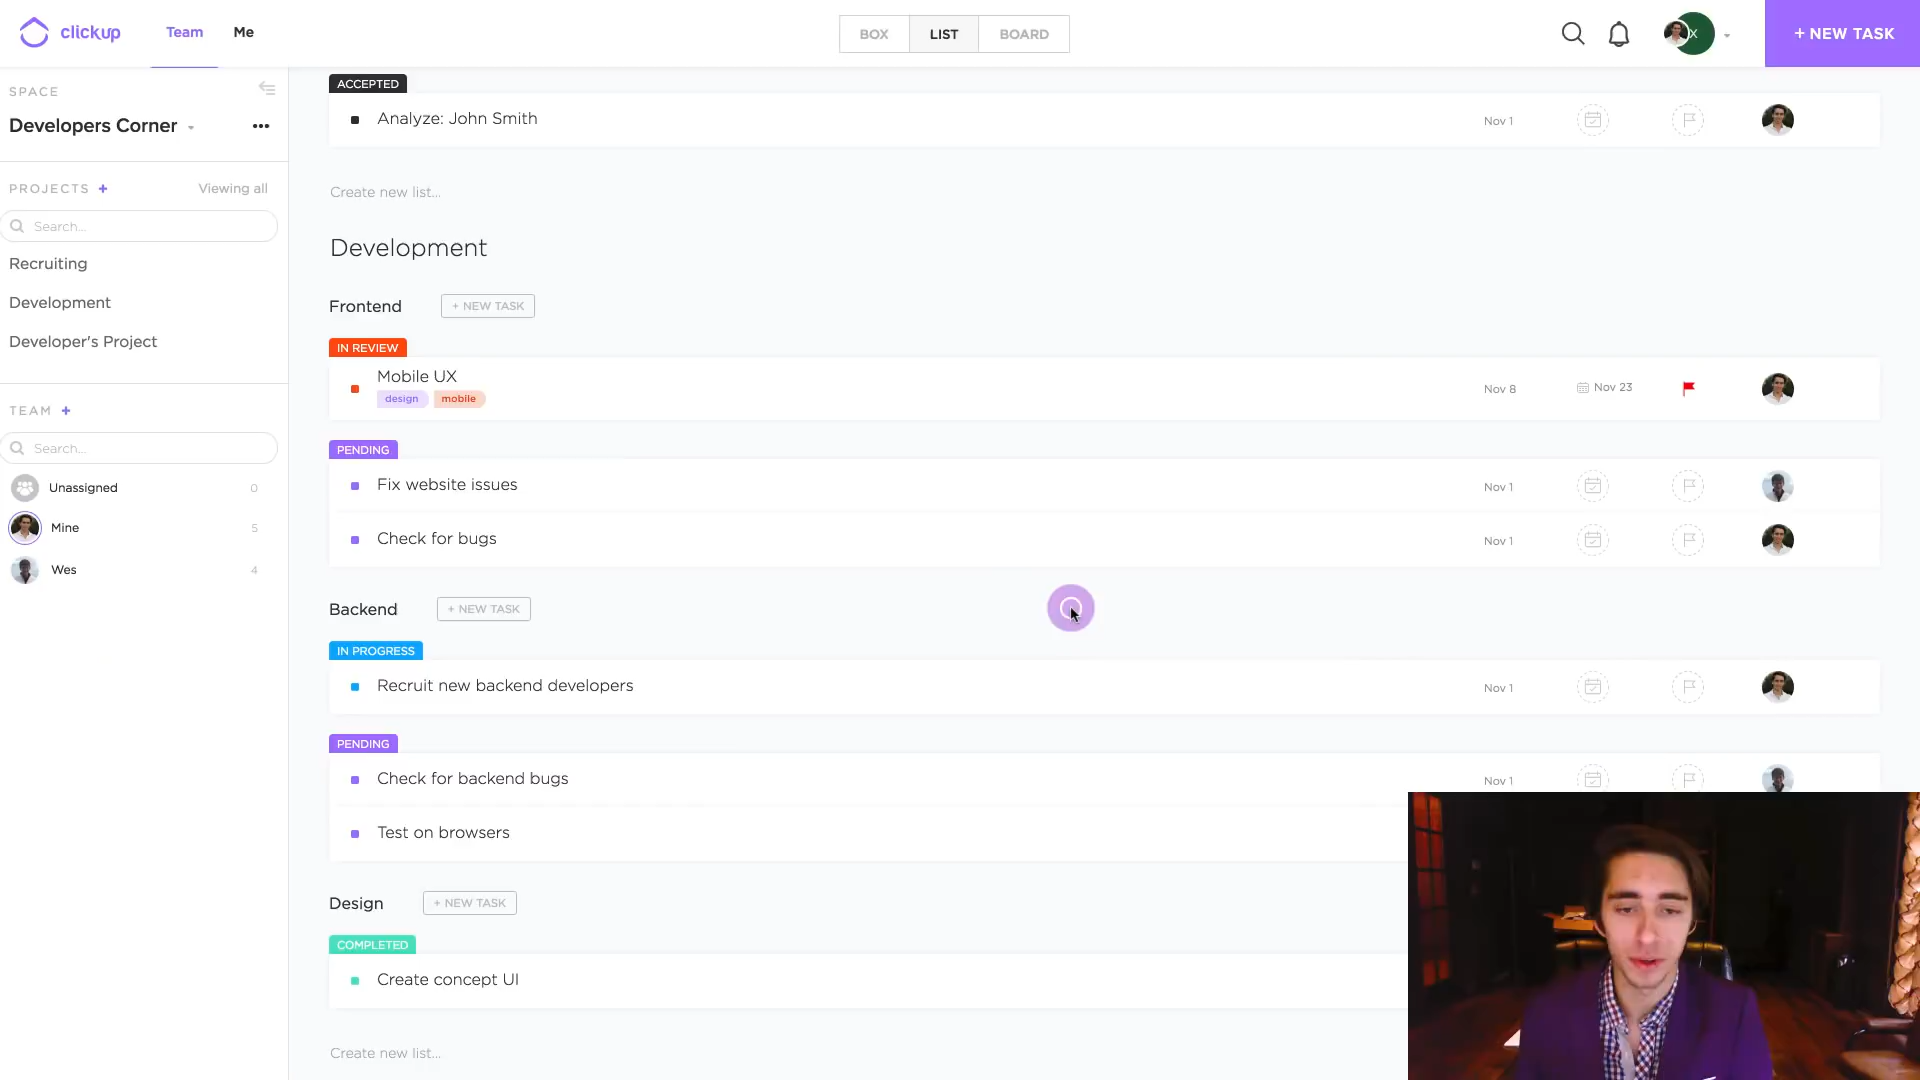 clickup
Team
Me
BOX
LIST
BOARD
X
+ NEW TASK
SPACE
Developers Corner
PROJECTS +
Viewing all
Search...
Recruiting
Development
Developer's Project
TEAM +
Search...
Unassigned
0
Mine
5
Wes
4
ACCEPTED
Analyze: John Smith
Nov 1
Create new list...
Development
Frontend
+ NEW TASK
IN REVIEW
Mobile UX
design
mobile
Nov 8
Nov 23
PENDING
Fix website issues
Nov 1
Check for bugs
Nov 1
Backend
+ NEW TASK
IN PROGRESS
Recruit new backend developers
Nov 1
PENDING
Check for backend bugs
Nov 1
Test on browsers
Design
+ NEW TASK
COMPLETED
Create concept UI
Create new list...